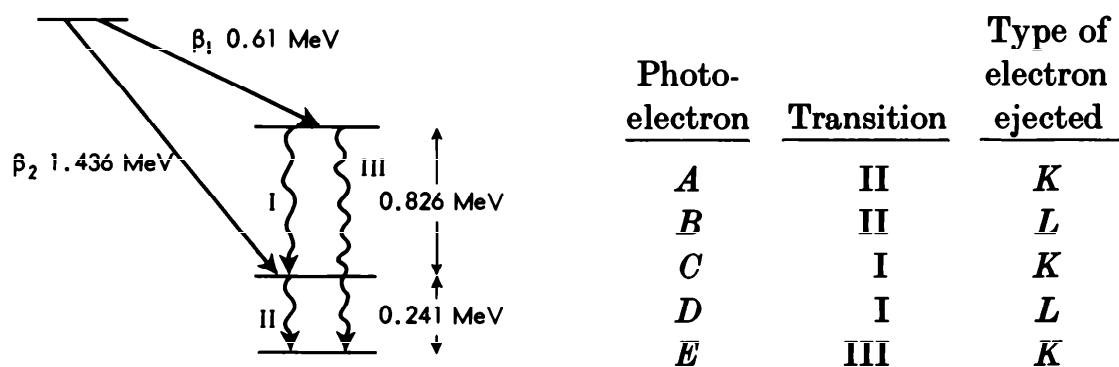 β₁ 0.61 MeV
β₂ 1.436 MeV
III
I
0.826 MeV
II
0.241 MeV
Photo-
electron Transition Type of
electron
ejected
A II K
B II L
C I K
D I L
E III K